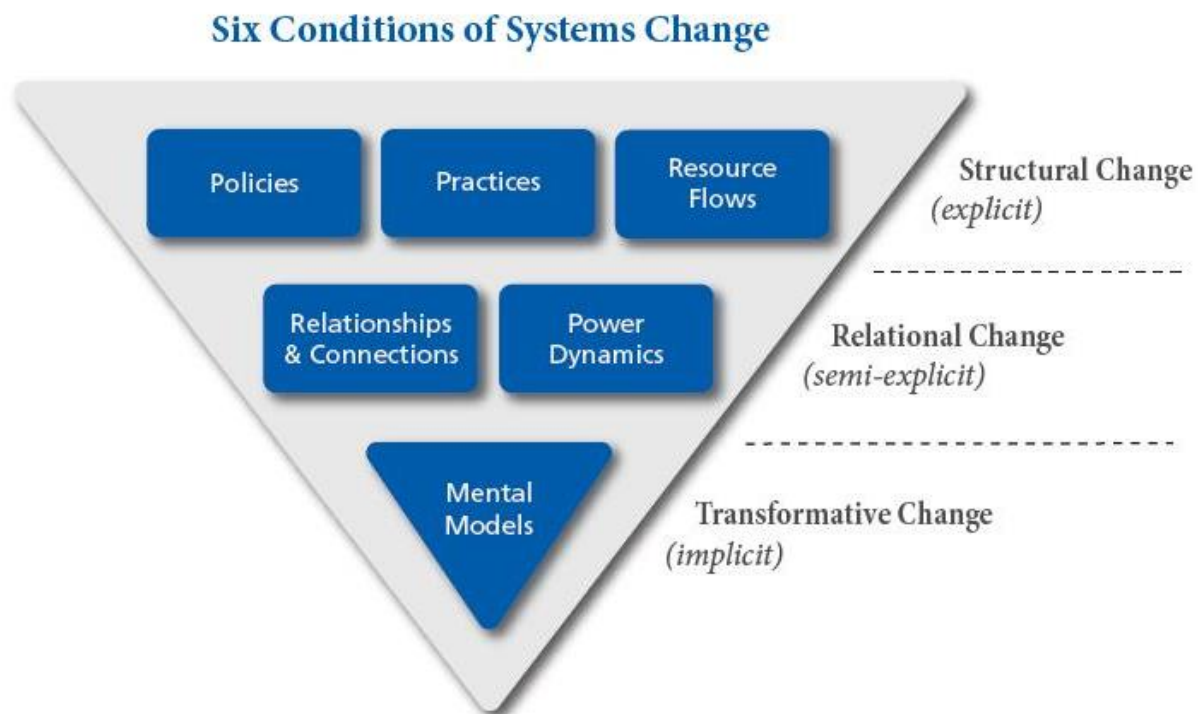 Six Conditions of Systems Change
Policies
Practices
Resource
Flows
Structural Change
(explicit)
Relationships
& Connections
Power
Dynamics
Relational Change
(semi-explicit)
Mental
Models
Transformative Change
(implicit)